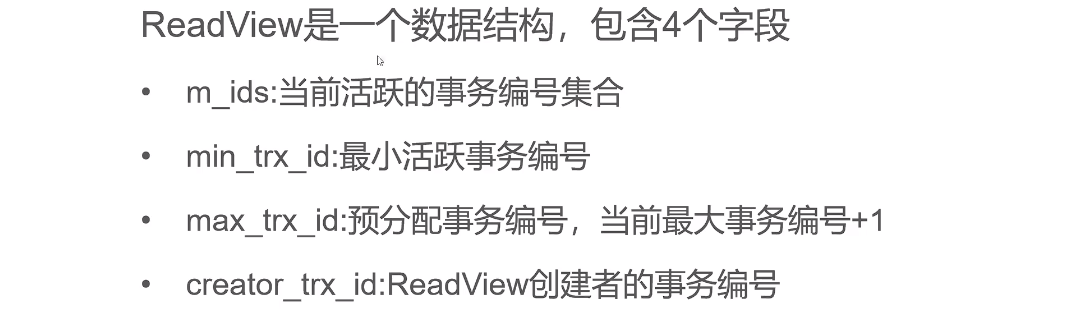 ReadView是一个数据结构，包含4个字段
• m_ids:当前活跃的事务编号集合
• min_trx_id:最小活跃事务编号
• max_trx_id:预分配事务编号，当前最大事务编号+1
• creator_trx_id:ReadView创建者的事务编号